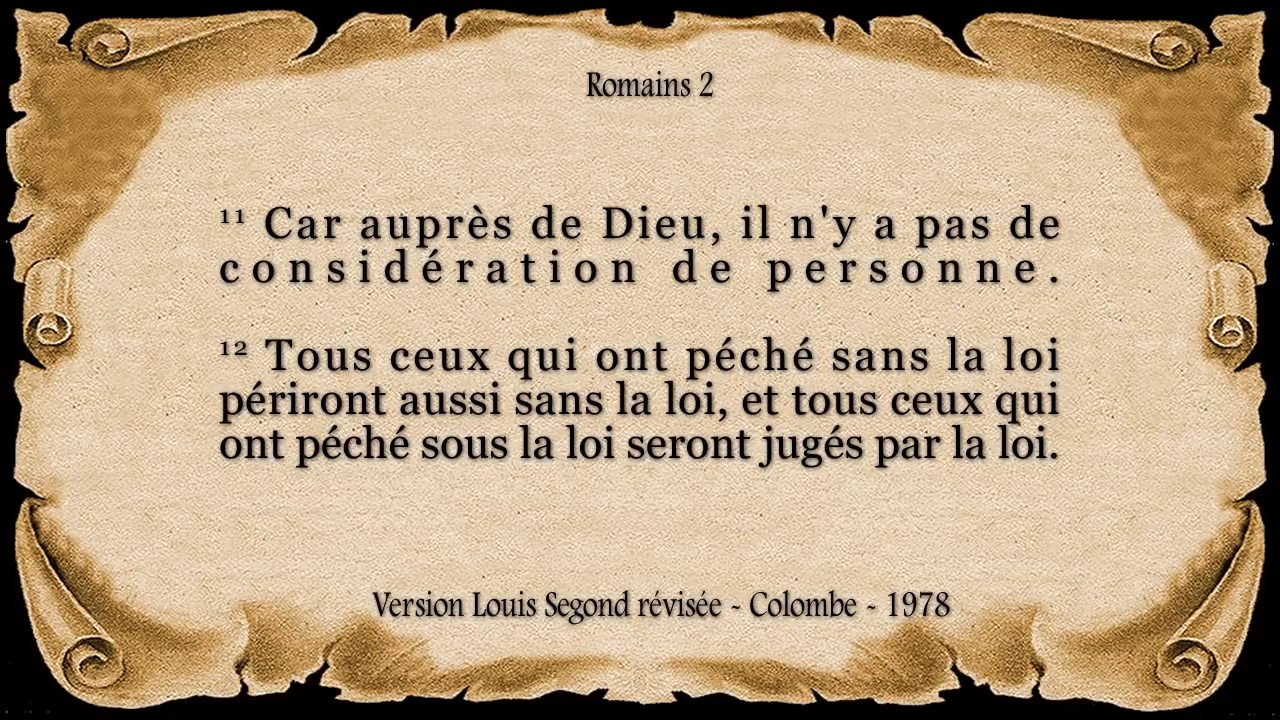 Romains 2
¹¹ Car auprès de Dieu, il n'y a pas de
considération de personne.
¹² Tous ceux qui ont péché sans la loi
périront aussi sans la loi, et tous ceux qui
ont péché sous la loi seront jugés par la loi.
Version Louis Segond révisée - Colombe - 1978